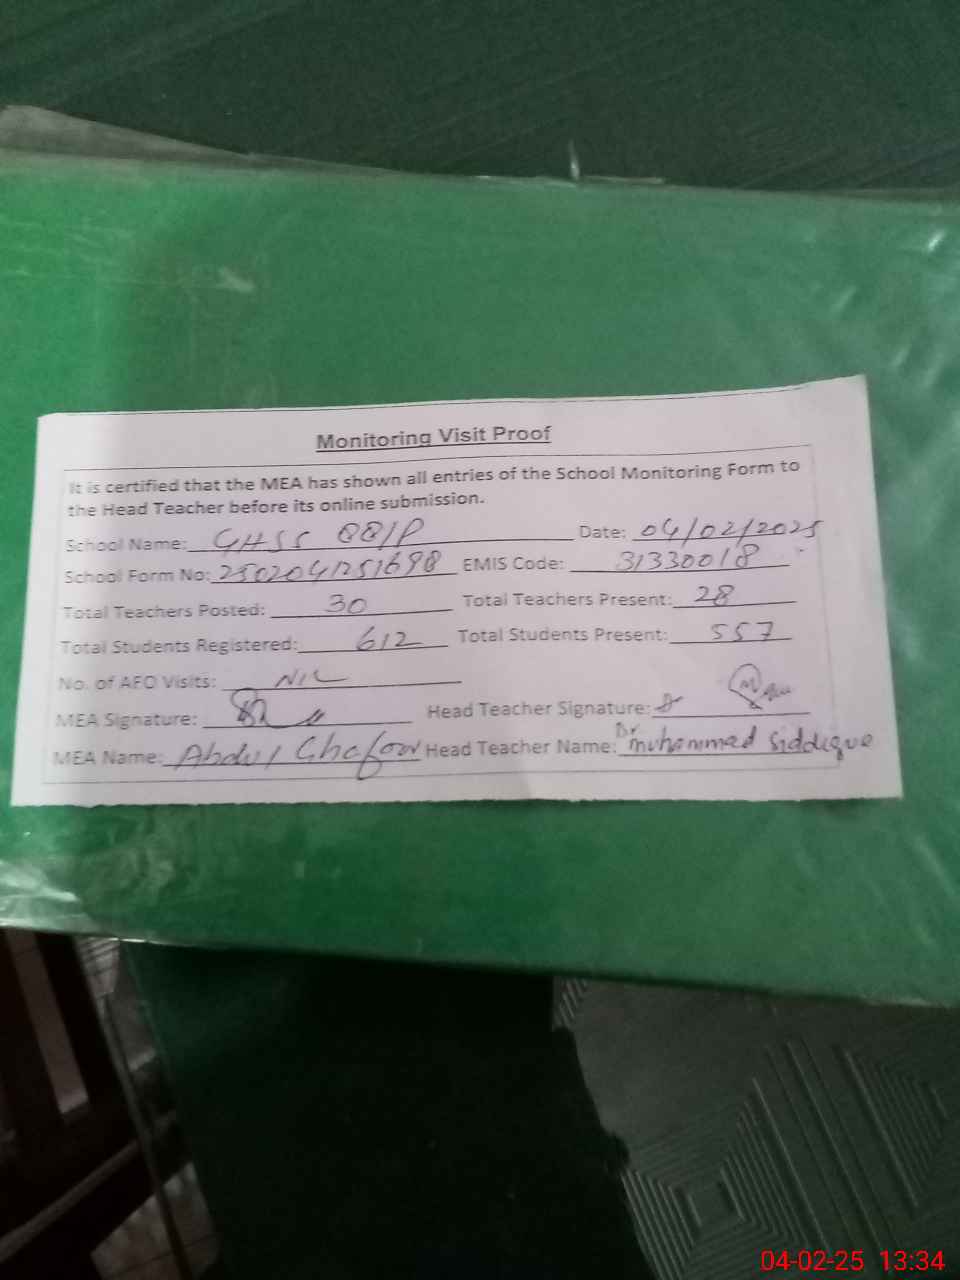 Monitoring Visit Proof
It is certified that the MEA has shown all entries of the School Monitoring Form to
the Head Teacher before its online submission.
School Name: GHSS 88/P Date: 04/02/2025
School Form No: 2502041251698 EMIS Code: 31330018
Total Teachers Posted: 30 Total Teachers Present: 28
Total Students Registered: 612 Total Students Present: 557
No. of AEO Visits: NIL
MEA Signature: Head Teacher Signature:
MEA Name: Abdul Ghafoor Head Teacher Name: Dr muhammad Siddique
04-02-25 13:34